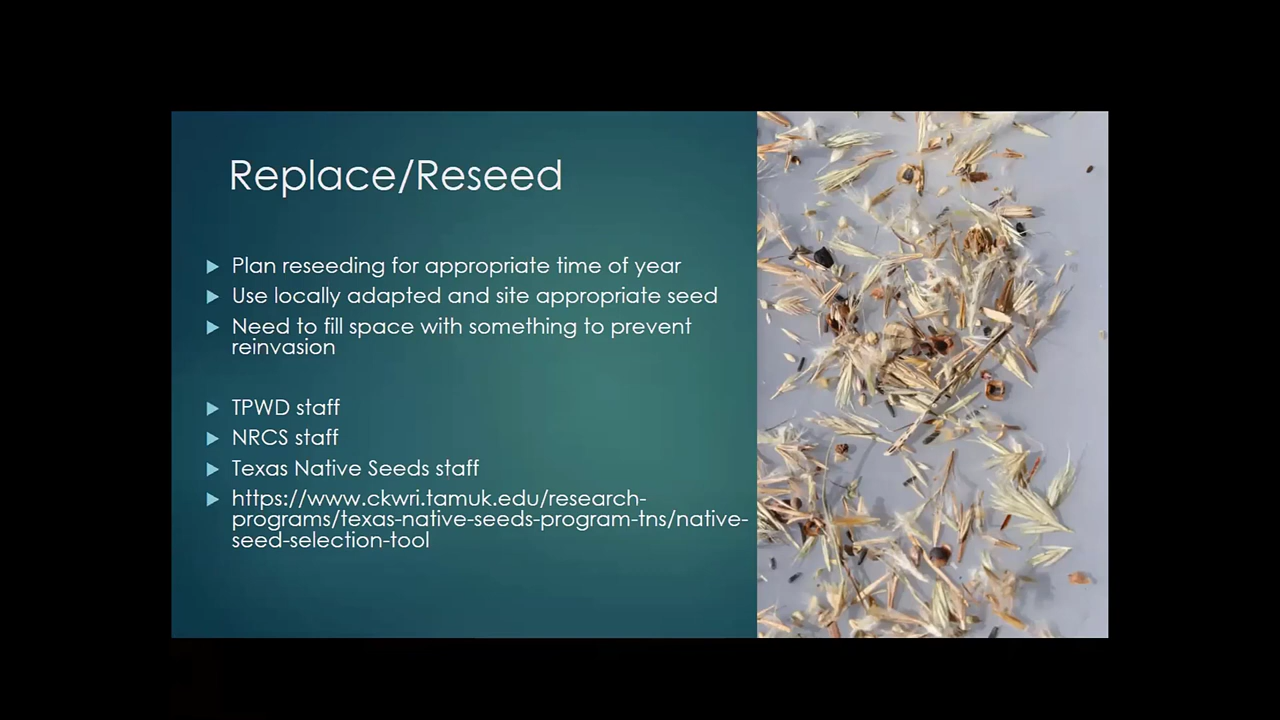 Replace/Reseed
Plan reseeding for appropriate time of year
Use locally adapted and site appropriate seed
Need to fill space with something to prevent
reinvasion
TPWD staff
NRCS staff
Texas Native Seeds staff
https://www.ckwri.tamuk.edu/research-
programs/texas-native-seeds-program-tns/native-
seed-selection-tool